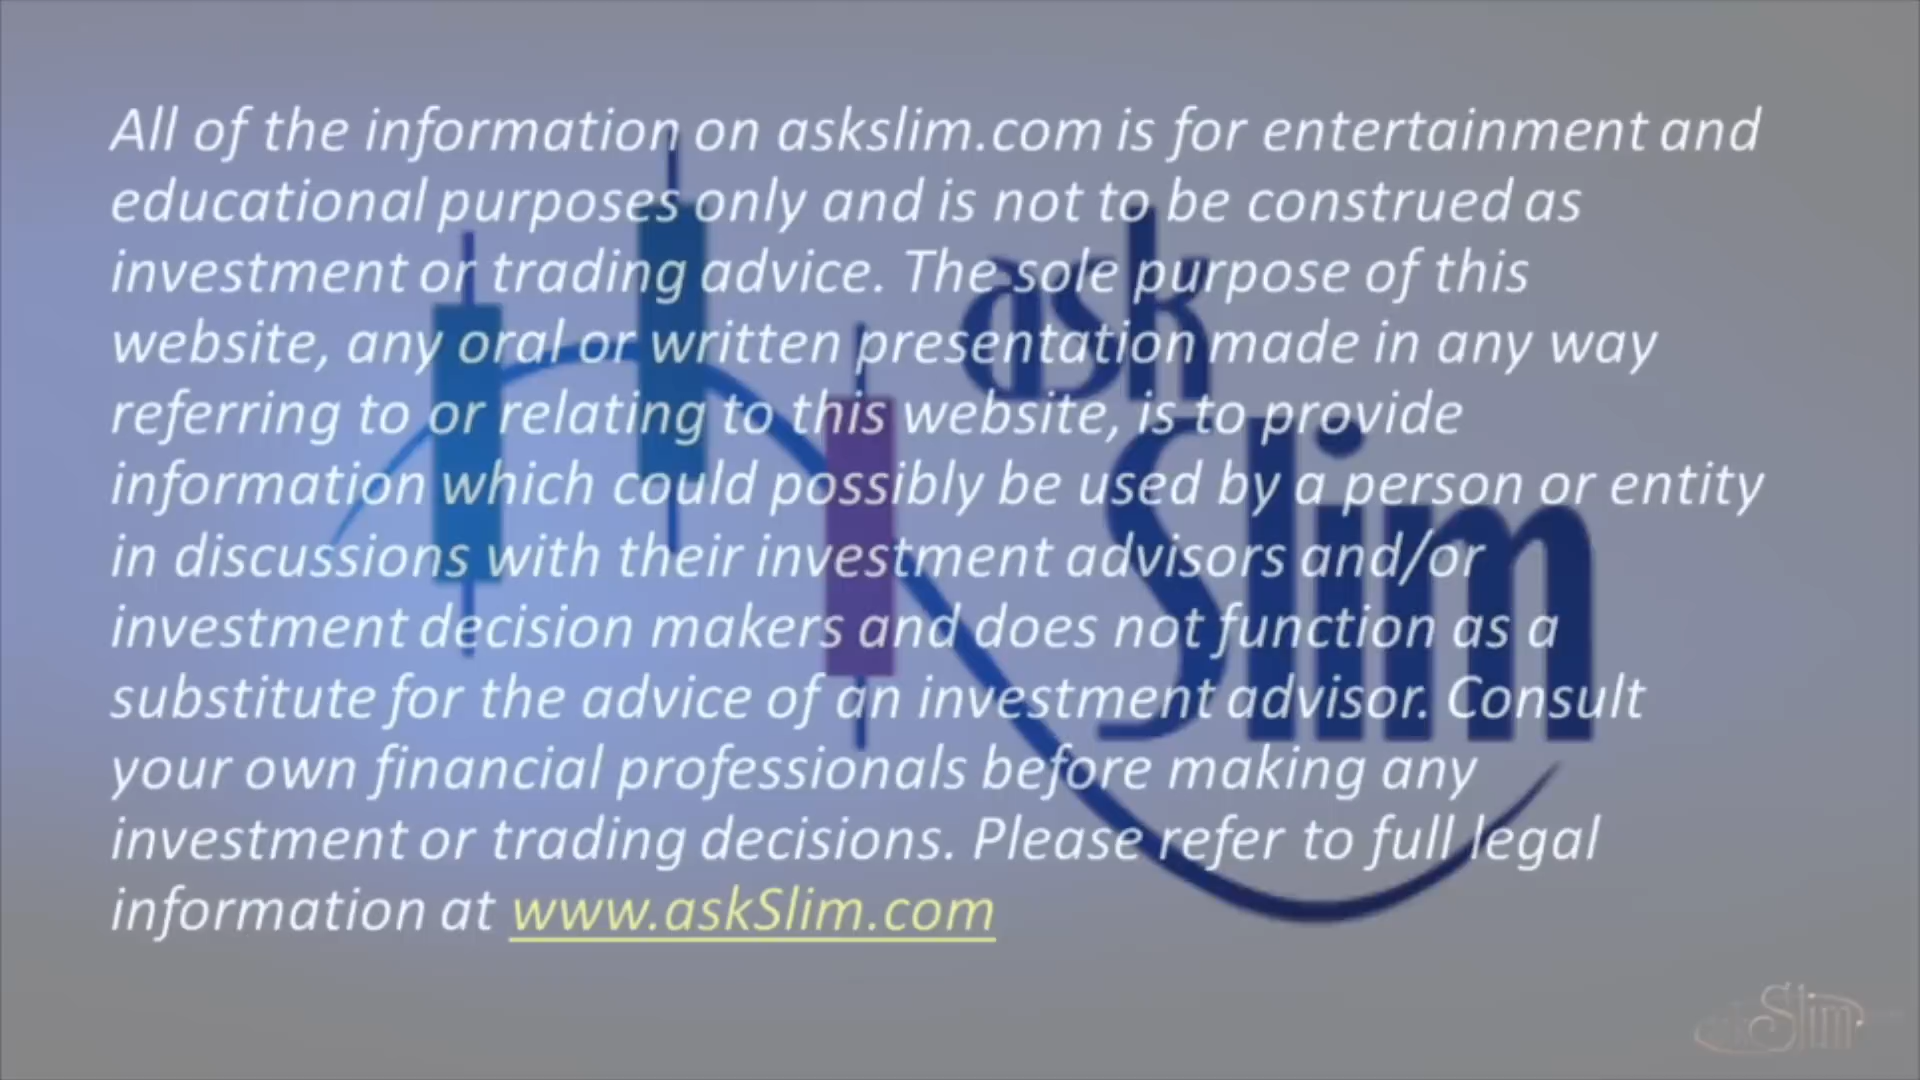 All of the information on askslim.com is for entertainment and
educational purposes only and is not to be construed as
investment or trading advice. The sole purpose of this
website, any oral or written presentation made in any way
referring to or relating to this website, is to provide
information which could possibly be used by a person or entity
in discussions with their investment advisors and/or
investment decision makers and does not function as a
substitute for the advice of an investment advisor. Consult
your own financial professionals before making any
investment or trading decisions. Please refer to full legal
information at www.askSlim.com
ask
Slim
askSlim